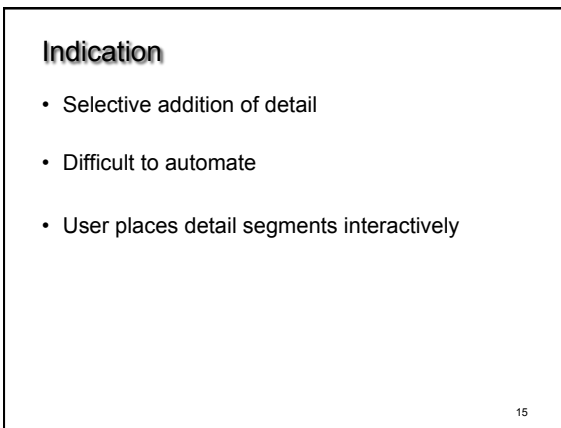 Indication
• Selective addition of detail
• Difficult to automate
• User places detail segments interactively
15